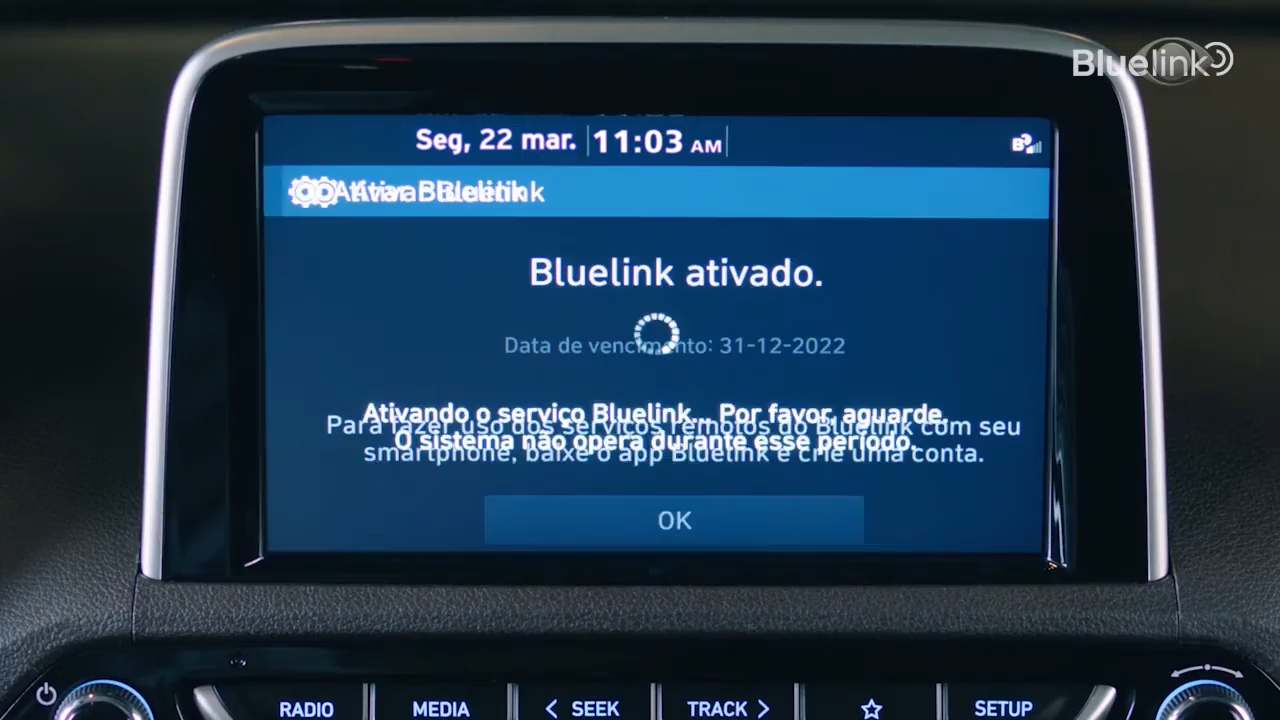 Bluelink
Seg, 22 mar. 11:03 AM
Ativar Bluelink
Bluelink ativado.
Data de vencimento: 31-12-2022
Ativando o serviço Bluelink... Por favor, aguarde.
Para fazer uso dos serviços remotos do Bluelink com seu
O sistema não opera durante esse período.
smartphone, baixe o app Bluelink e crie uma conta.
OK
RADIO MEDIA < SEEK TRACK > SETUP